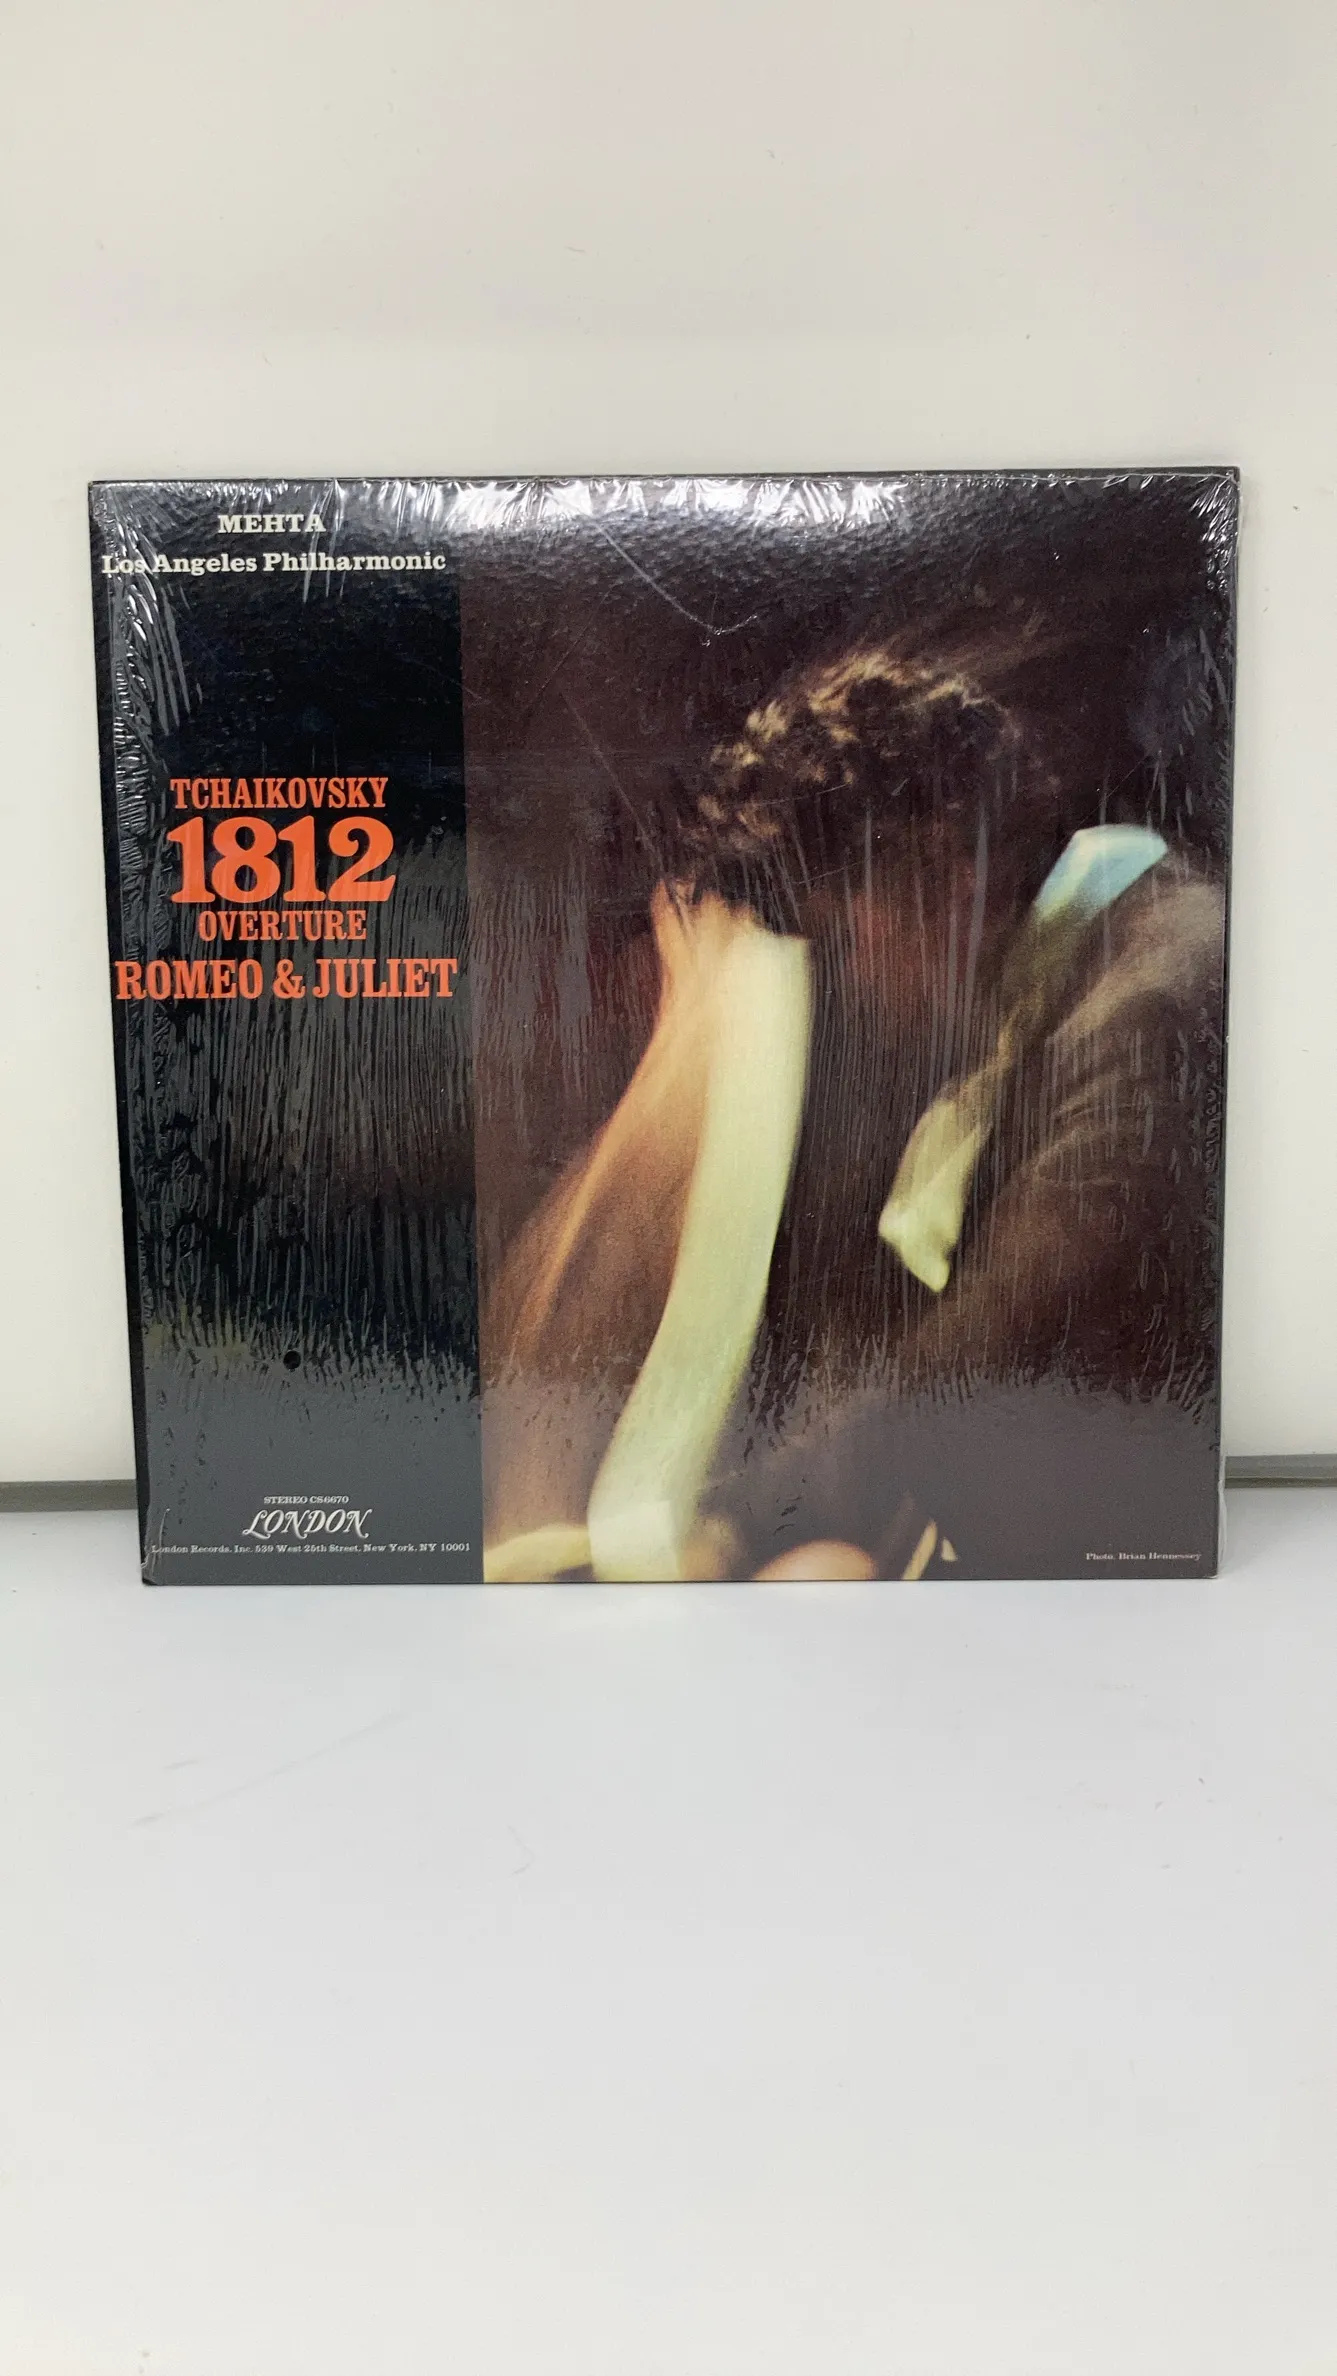 MEHTA
Los Angeles Philharmonic
TCHAIKOVSKY
1812
OVERTURE
ROMEO & JULIET
STEREO CS6670
LONDON
London Records, Inc. 539 West 25th Street, New York, NY 10001
Photo. Brian Hennessey